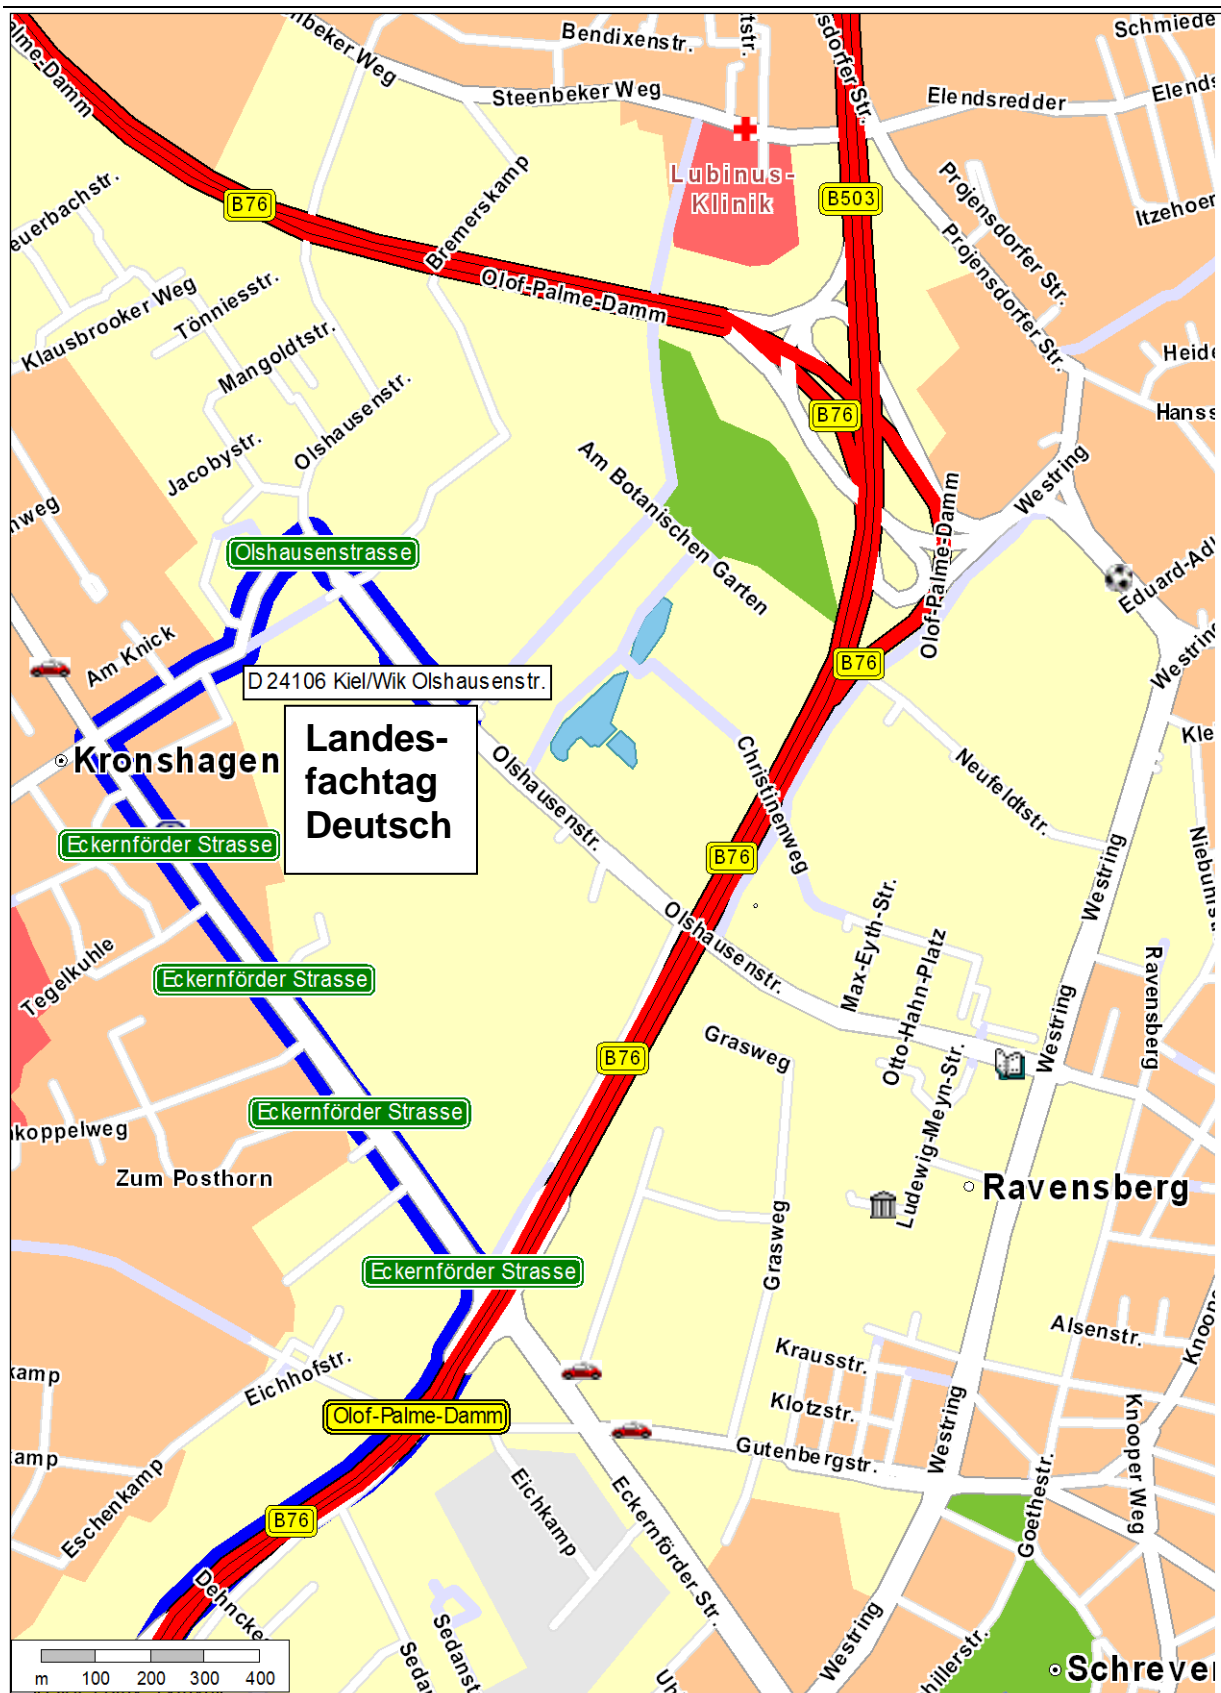 Bendixenstr.
Steenbeker Weg
Elendsredder
Lubinus-
Klinik
B503
B76
Bremerskamp
Projensdorfer Str.
Projensdorfer Str.
Klausbrooker Weg
Tönniesstr.
Olof-Palme-Damm
Mangoldtstr.
B76
Olshausenstr.
Jacobystr.
Am Botanischen Garten
Westring
Olof-Palme-Damm
Olshausenstrasse
Am Knick
B76
D 24106 Kiel/Wik Olshausenstr.
Landes-
fachtag
Deutsch
Kronshagen
Olshausenstr.
Christinenweg
Neufeldtstr.
Eckernförder Strasse
B76
Westring
Olshausenstr.
Max-Eyth-Str.
Otto-Hahn-Platz
Tegelkuhle
Eckernförder Strasse
Westring
Ravensberg
B76
Grasweg
Ludewig-Meyn-Str.
Eckernförder Strasse
Zum Posthorn
Ravensberg
Grasweg
Eckernförder Strasse
Alsenstr.
Krausstr.
Eichhofstr.
Klotzstr.
Olof-Palme-Damm
Westring
Knooper Weg
Gutenbergstr.
Eschenkamp
Eichkamp
Eckernförder Str.
Goethestr.
B76
Westring
m 100 200 300 400